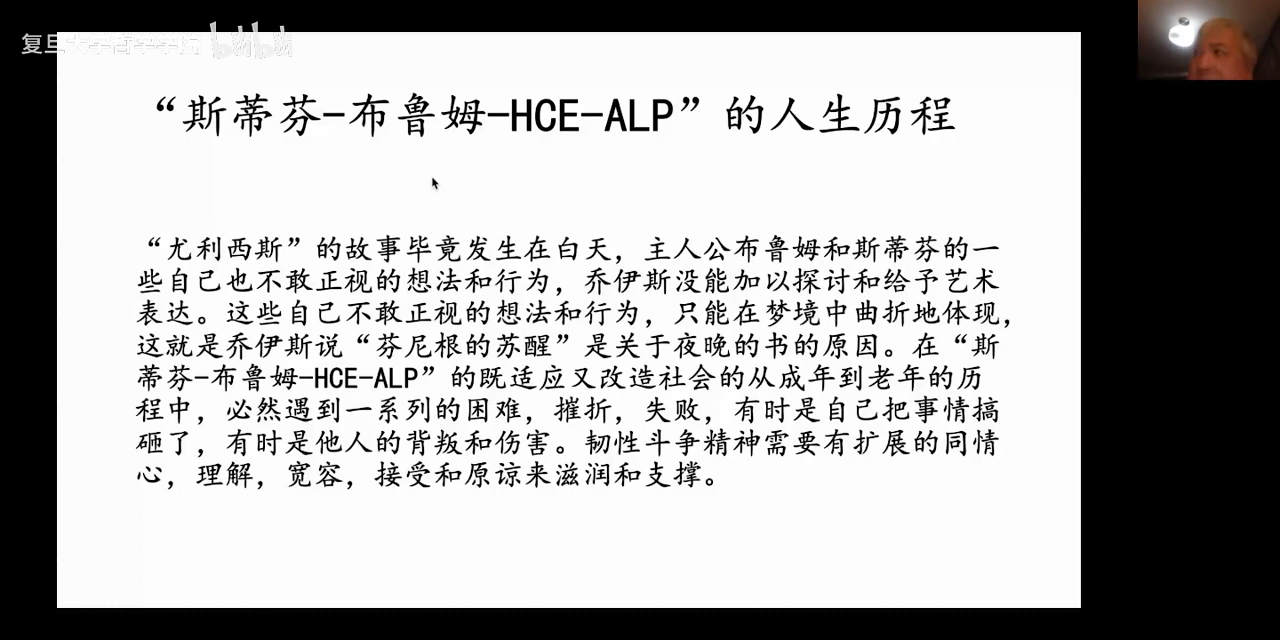 复旦大学哲学学院 bilibili
“斯蒂芬-布鲁姆-HCE-ALP”的人生历程
“尤利西斯”的故事毕竟发生在白天，主人公布鲁姆和斯蒂芬的一
些自己也不敢正视的想法和行为，乔伊斯没能加以探讨和给予艺术
表达。这些自己不敢正视的想法和行为，只能在梦境中曲折地体现，
这就是乔伊斯说“芬尼根的苏醒”是关于夜晚的书的原因。在“斯
蒂芬-布鲁姆-HCE-ALP”的既适应又改造社会的从成年到老年的历
程中，必然遇到一系列的困难，摧折，失败，有时是自己把事情搞
砸了，有时是他人的背叛和伤害。韧性斗争精神需要有扩展的同情
心，理解，宽容，接受和原谅来滋润和支撑。